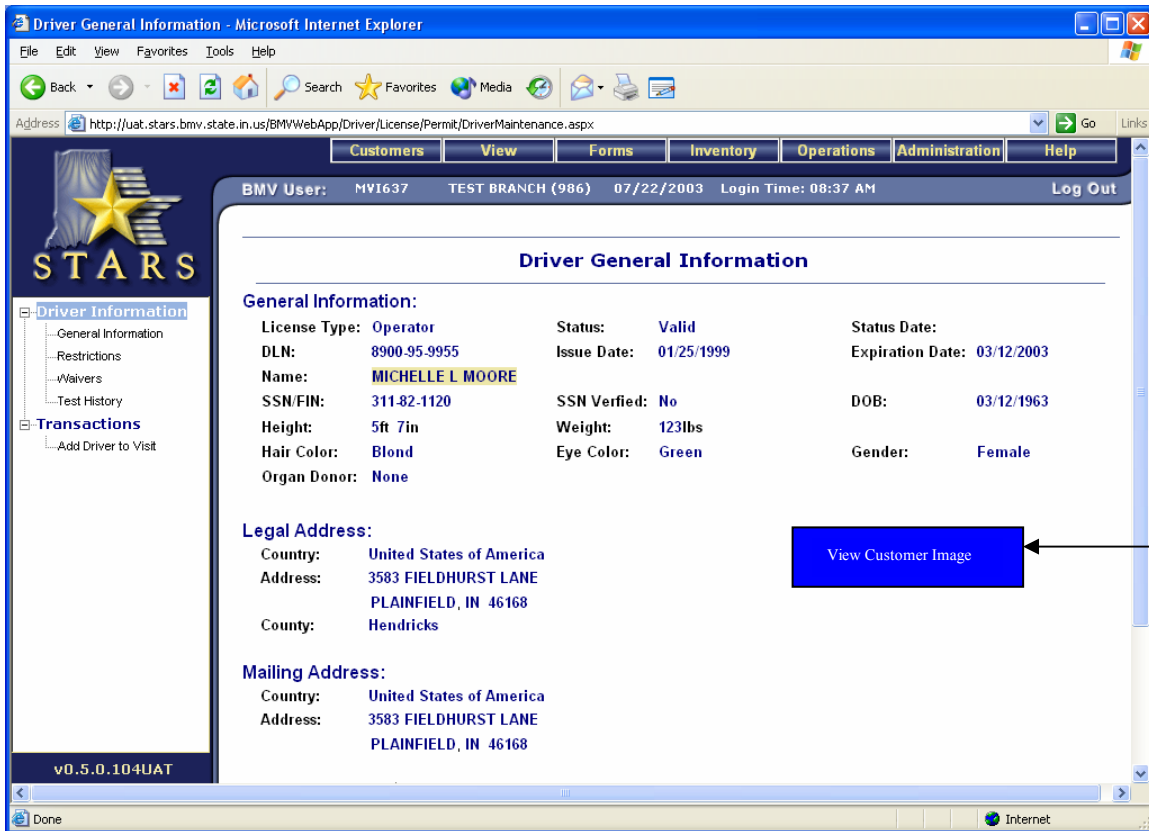 Driver General Information - Microsoft Internet Explorer
File Edit View Favorites Tools Help
Back Search Favorites Media
Address http://uat.stars.bmv.state.in.us/BMVWebApp/Driver/License/Permit/DriverMaintenance.aspx Go Links
Customers View Forms Inventory Operations Administration Help
BMV User: MVI637 TEST BRANCH (986) 07/22/2003 Login Time: 08:37 AM Log Out
STARS
Driver Information
General Information
Restrictions
Waivers
Test History
Transactions
Add Driver to Visit
v0.5.0.104UAT
Driver General Information
General Information:
License Type: Operator Status: Valid Status Date:
DLN: 8900-95-9955 Issue Date: 01/25/1999 Expiration Date: 03/12/2003
Name: MICHELLE L MOORE
SSN/FIN: 311-82-1120 SSN Verfied: No DOB: 03/12/1963
Height: 5ft 7in Weight: 123lbs
Hair Color: Blond Eye Color: Green Gender: Female
Organ Donor: None
Legal Address:
Country: United States of America
Address: 3583 FIELDHURST LANE
PLAINFIELD, IN 46168
County: Hendricks
View Customer Image
Mailing Address:
Country: United States of America
Address: 3583 FIELDHURST LANE
PLAINFIELD, IN 46168
Done Internet